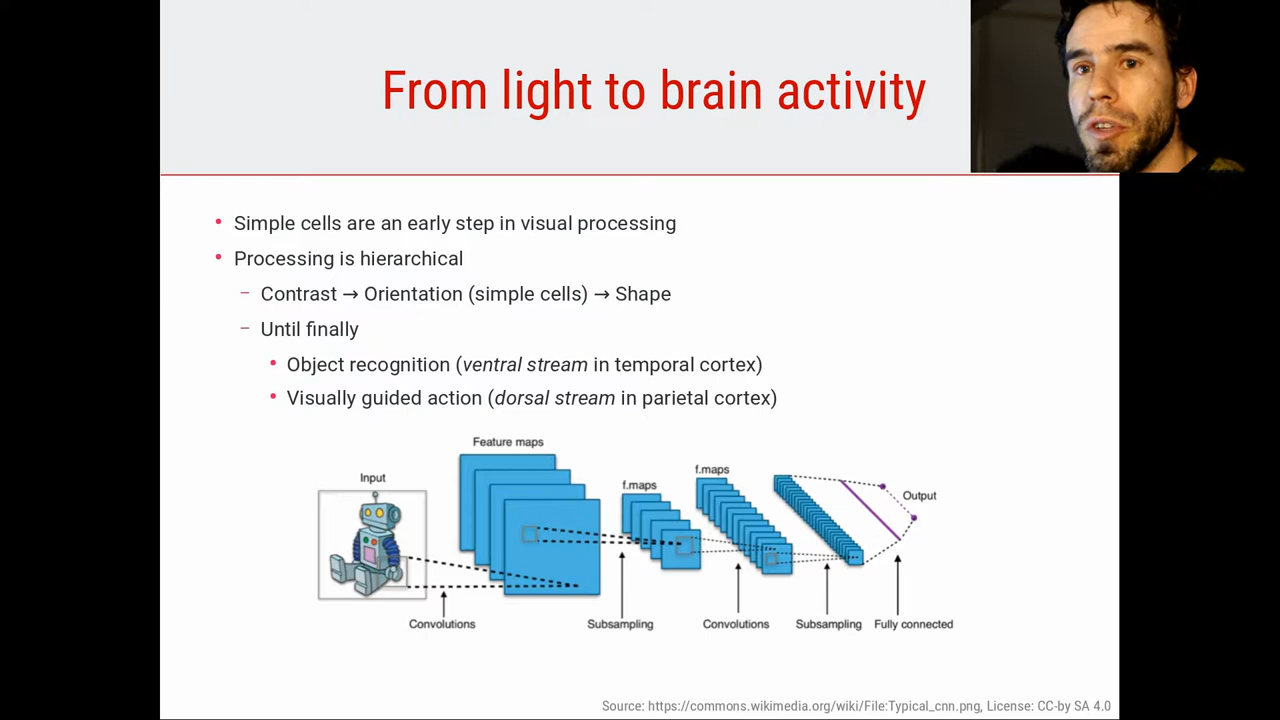 From light to brain activity
• Simple cells are an early step in visual processing
• Processing is hierarchical
– Contrast → Orientation (simple cells) → Shape
– Until finally
• Object recognition (ventral stream in temporal cortex)
• Visually guided action (dorsal stream in parietal cortex)
Input
Feature maps
f.maps
f.maps
Output
Convolutions
Subsampling
Convolutions
Subsampling
Fully connected
Source: https://commons.wikimedia.org/wiki/File:Typical_cnn.png, License: CC-by SA 4.0